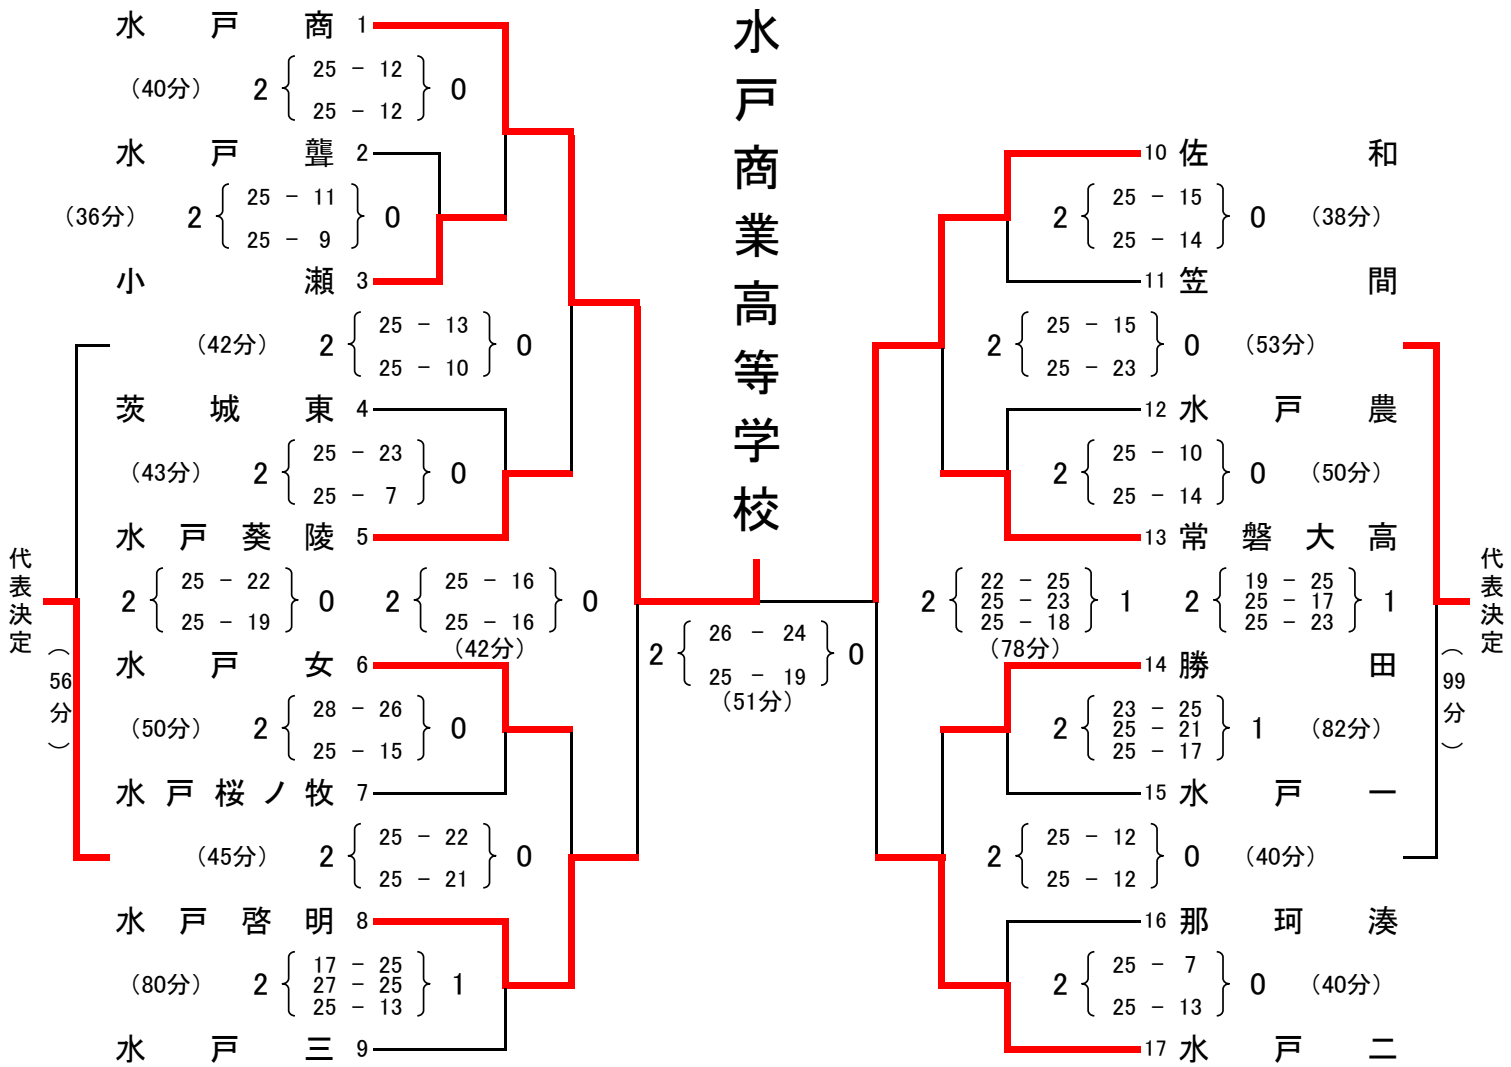 水戸商業高等学校
水戸商 1
(40分) 2 25 - 12 0
25 - 12
水戸聾 2
(36分) 2 25 - 11 0
25 - 9
小瀬 3
(42分) 2 25 - 13 0
25 - 10
茨城東 4
(43分) 2 25 - 23 0
25 - 7
水戸葵陵 5
代表決定
2 25 - 22 0
25 - 19
(56分)
2 25 - 16 0
25 - 16
(42分)
水戸女 6
(50分) 2 28 - 26 0
25 - 15
水戸桜ノ牧 7
(45分) 2 25 - 22 0
25 - 21
水戸啓明 8
(80分) 2 17 - 25 1
27 - 25
25 - 13
水戸三 9
2 26 - 24 0
25 - 19
(51分)
10 佐和
2 25 - 15 0 (38分)
25 - 14
11 笠間
2 25 - 15 0 (53分)
25 - 23
12 水戸農
2 25 - 10 0 (50分)
25 - 14
13 常磐大高
2 22 - 25 1
25 - 23
25 - 18
(78分)
2 19 - 25 1
25 - 17
25 - 23
代表決定
(99分)
14 勝田
2 23 - 25 1 (82分)
25 - 21
25 - 17
15 水戸一
2 25 - 12 0 (40分)
25 - 12
16 那珂湊
2 25 - 7 0 (40分)
25 - 13
17 水戸二